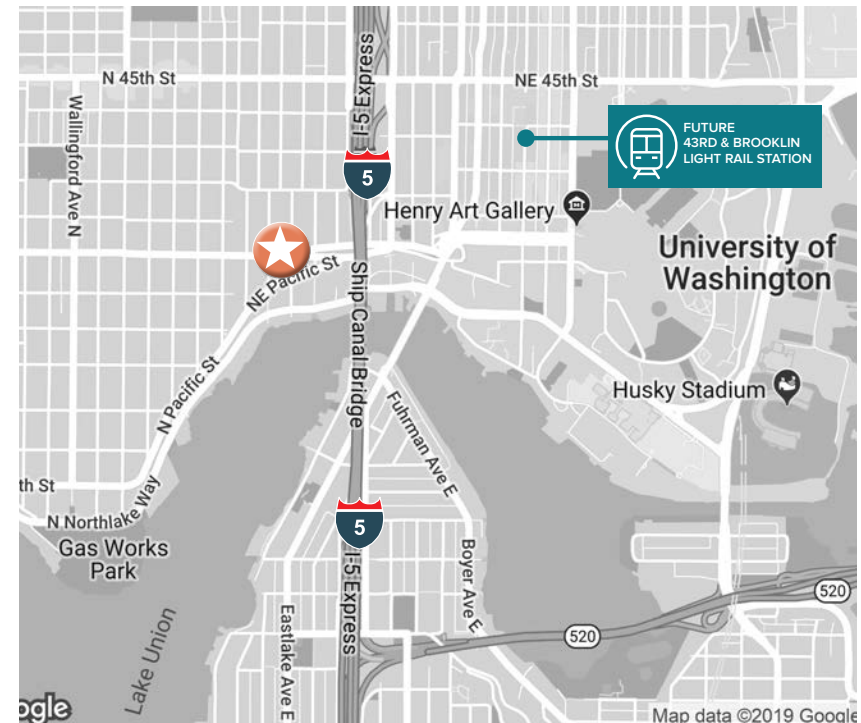 N 45th St
I-5 Express
NE 45th St
Wallingford Ave N
FUTURE
43RD & BROOKLIN
LIGHT RAIL STATION
5
Henry Art Gallery
University of
Washington
NE Pacific St
Ship Canal Bridge
N Pacific St
Husky Stadium
Fuhrman Ave E
th St
N Northlake Way
5
Gas Works
Park
I-5 Express
Boyer Ave E
520
520
Lake Union
Eastlake Ave E
ogle
Map data ©2019 Google